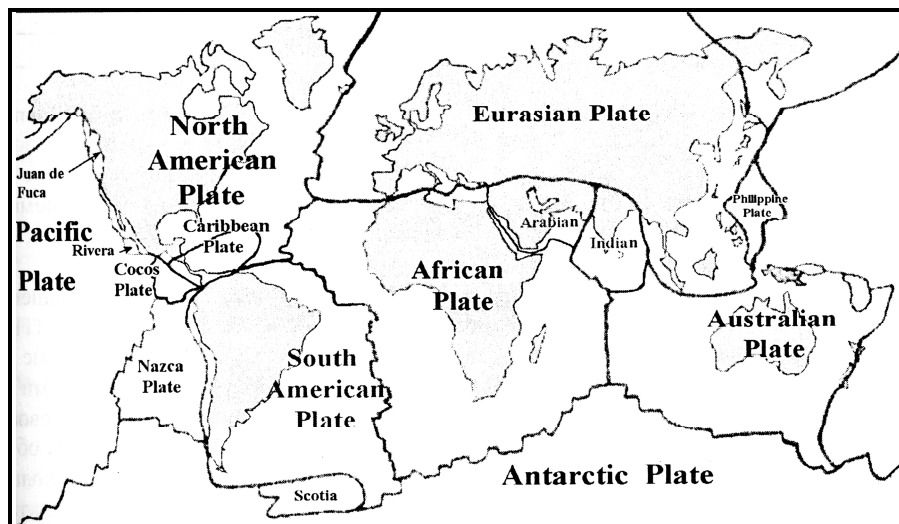 North
American
Plate
Eurasian Plate
Juan de
Fuca
Pacific
Plate
Rivera
Caribbean
Plate
Cocos
Plate
Arabian
Indian
Philippine
Plate
African
Plate
Australian
Plate
Nazca
Plate
South
American
Plate
Antarctic Plate
Scotia